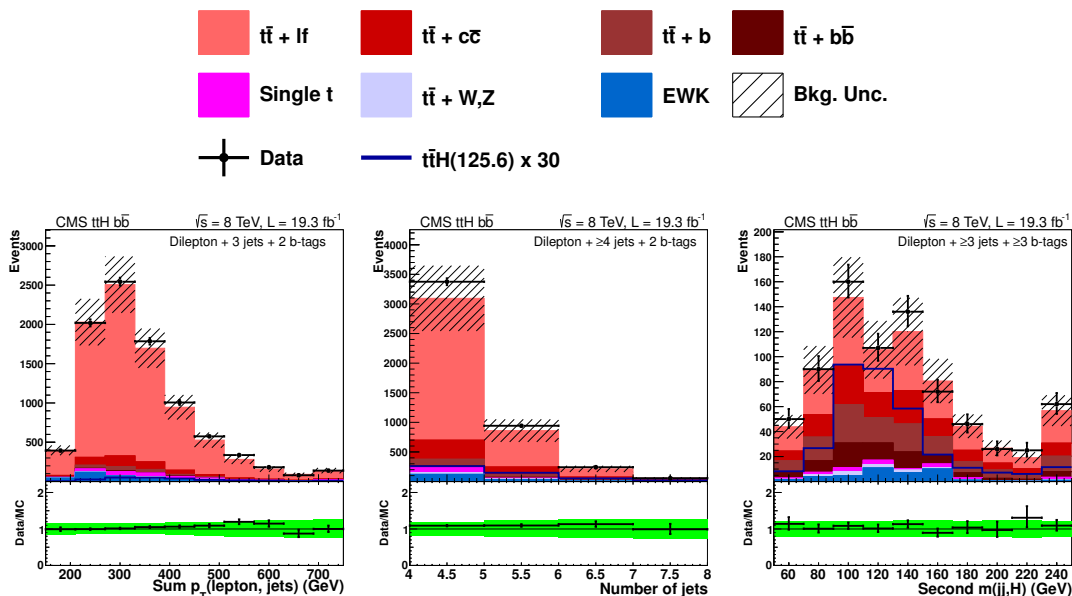 tt̄ + lf tt̄ + cc̄ tt̄ + b tt̄ + bb̄
Single t tt̄ + W,Z EWK Bkg. Unc.
Data tt̄H(125.6) x 30
CMS ttH bb̄ √s = 8 TeV, L = 19.3 fb⁻¹
Dilepton + 3 jets + 2 b-tags
Events
3000
2500
2000
1500
1000
500
Data/MC
2
1
0
200 300 400 500 600 700
Sum p_T(lepton, jets) (GeV)
CMS ttH bb̄ √s = 8 TeV, L = 19.3 fb⁻¹
Dilepton + ≥4 jets + 2 b-tags
Events
4000
3500
3000
2500
2000
1500
1000
500
Data/MC
2
1
0
4 4.5 5 5.5 6 6.5 7 7.5 8
Number of jets
CMS ttH bb̄ √s = 8 TeV, L = 19.3 fb⁻¹
Dilepton + ≥3 jets + ≥3 b-tags
Events
200
180
160
140
120
100
80
60
40
20
Data/MC
2
1
0
60 80 100 120 140 160 180 200 220 240
Second m(jj,H) (GeV)